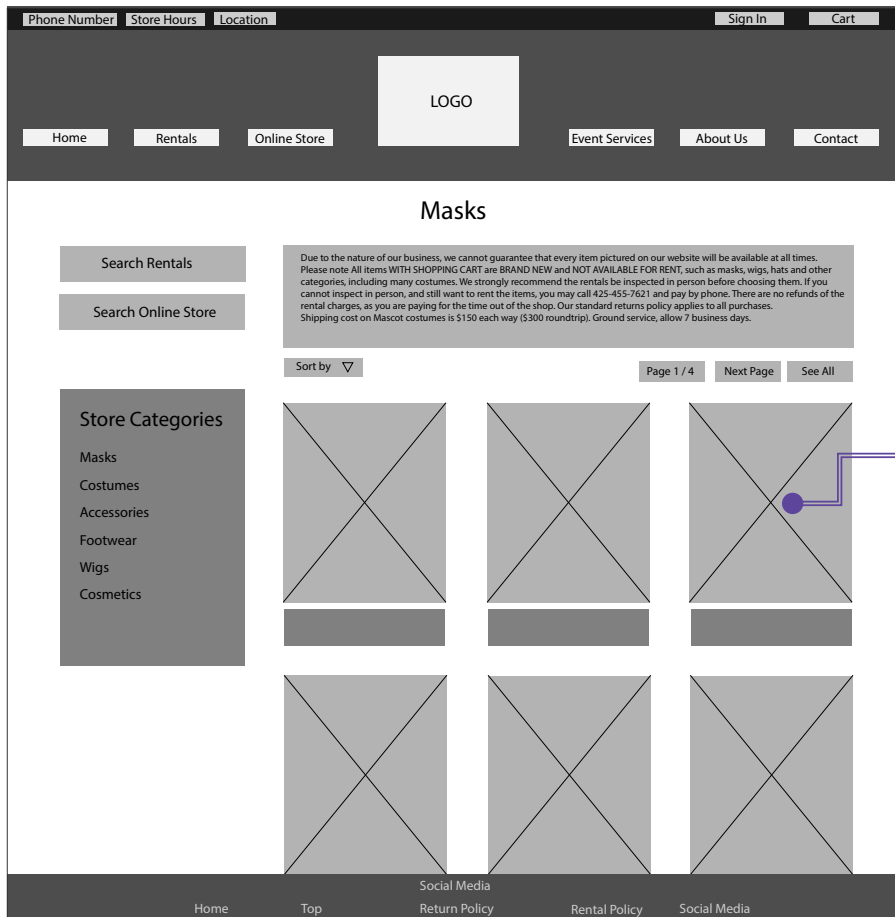 Phone Number Store Hours Location Sign In Cart
LOGO
Home Rentals Online Store Event Services About Us Contact
Masks
Search Rentals
Search Online Store
Due to the nature of our business, we cannot guarantee that every item pictured on our website will be available at all times.
Please note All items WITH SHOPPING CART are BRAND NEW and NOT AVAILABLE FOR RENT, such as masks, wigs, hats and other
categories, including many costumes. We strongly recommend the rentals be inspected in person before choosing them. If you
cannot inspect in person, and still want to rent the items, you may call 425-455-7621 and pay by phone. There are no refunds of the
rental charges, as you are paying for the time out of the shop. Our standard returns policy applies to all purchases.
Shipping cost on Mascot costumes is $150 each way ($300 roundtrip). Ground service, allow 7 business days.
Sort by Page 1 / 4 Next Page See All
Store Categories
Masks
Costumes
Accessories
Footwear
Wigs
Cosmetics
Social Media
Home Top Return Policy Rental Policy Social Media